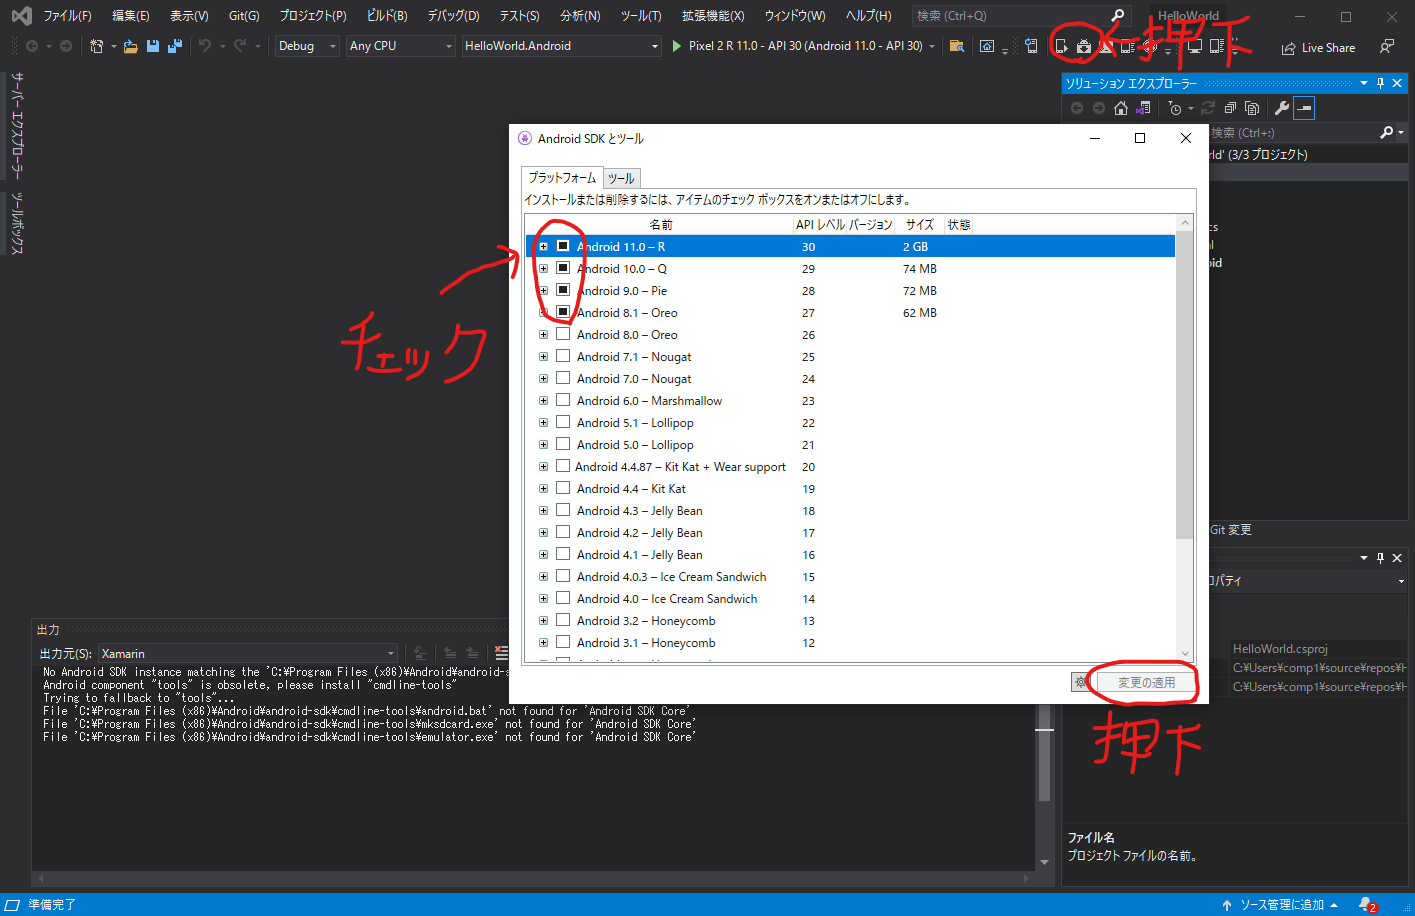 ファイル(F) 編集(E) 表示(V) Git(G) プロジェクト(P) ビルド(B) デバッグ(D) テスト(S) 分析(N) ツール(T) 拡張機能(X) ウィンドウ(W) ヘルプ(H) 検索 (Ctrl+Q) HelloWorld
Debug Any CPU HelloWorld.Android Pixel 2 R 11.0 - API 30 (Android 11.0 - API 30) Live Share
押下
サーバー エクスプローラー
ツールボックス
ソリューション エクスプローラー
検索 (Ctrl+:)
rld' (3/3 プロジェクト)
cs
Android SDK とツール
プラットフォーム ツール
インストールまたは削除するには、アイテムのチェック ボックスをオンまたはオフにします。
名前 API レベル バージョン サイズ 状態
Android 11.0 – R 30 2 GB
Android 10.0 – Q 29 74 MB
Android 9.0 – Pie 28 72 MB
Android 8.1 – Oreo 27 62 MB
Android 8.0 – Oreo 26
Android 7.1 – Nougat 25
Android 7.0 – Nougat 24
Android 6.0 – Marshmallow 23
Android 5.1 – Lollipop 22
Android 5.0 – Lollipop 21
Android 4.4.87 – Kit Kat + Wear support 20
Android 4.4 – Kit Kat 19
Android 4.3 – Jelly Bean 18
Android 4.2 – Jelly Bean 17
Android 4.1 – Jelly Bean 16
Android 4.0.3 – Ice Cream Sandwich 15
Android 4.0 – Ice Cream Sandwich 14
Android 3.2 – Honeycomb 13
Android 3.1 – Honeycomb 12
チェック
変更の適用
押下
Git 変更
ロパティ
HelloWorld.csproj
C:¥Users¥comp1¥source¥repos¥H
C:¥Users¥comp1¥source¥repos¥H
ファイル名
プロジェクト ファイルの名前。
出力
出力元(S): Xamarin
No Android SDK instance matching the 'C:¥Program Files (x86)¥Android¥android-s
Android component "tools" is obsolete, please install "cmdline-tools"
Trying to fallback to "tools"...
File 'C:¥Program Files (x86)¥Android¥android-sdk¥cmdline-tools¥android.bat' not found for 'Android SDK Core'
File 'C:¥Program Files (x86)¥Android¥android-sdk¥cmdline-tools¥mksdcard.exe' not found for 'Android SDK Core'
File 'C:¥Program Files (x86)¥Android¥android-sdk¥cmdline-tools¥emulator.exe' not found for 'Android SDK Core'
準備完了 ソース管理に追加 2